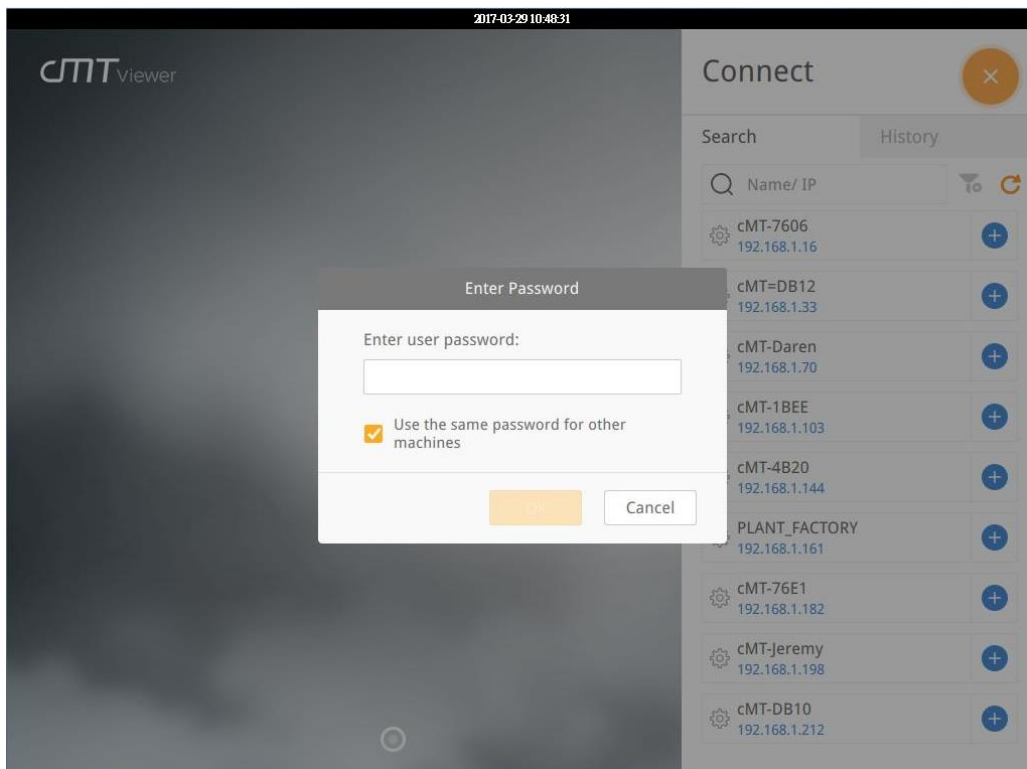 2017-03-29 10:48:31
cMT Viewer
Connect
Search
History
Name/ IP
cMT-7606
192.168.1.16
cMT=DB12
192.168.1.33
cMT-Daren
192.168.1.70
cMT-1BEE
192.168.1.103
cMT-4B20
192.168.1.144
PLANT_FACTORY
192.168.1.161
cMT-76E1
192.168.1.182
cMT-Jeremy
192.168.1.198
cMT-DB10
192.168.1.212
Enter Password
Enter user password:
Use the same password for other
machines
Cancel